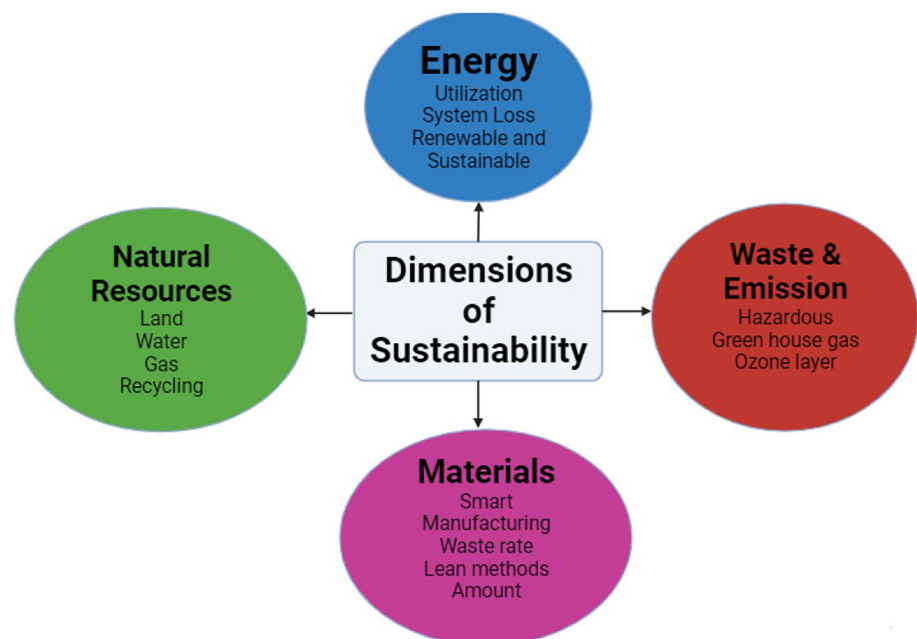 Energy
Utilization
System Loss
Renewable and
Sustainable
Natural
Resources
Land
Water
Gas
Recycling
Dimensions
of
Sustainability
Waste &
Emission
Hazardous
Green house gas
Ozone layer
Materials
Smart
Manufacturing
Waste rate
Lean methods
Amount